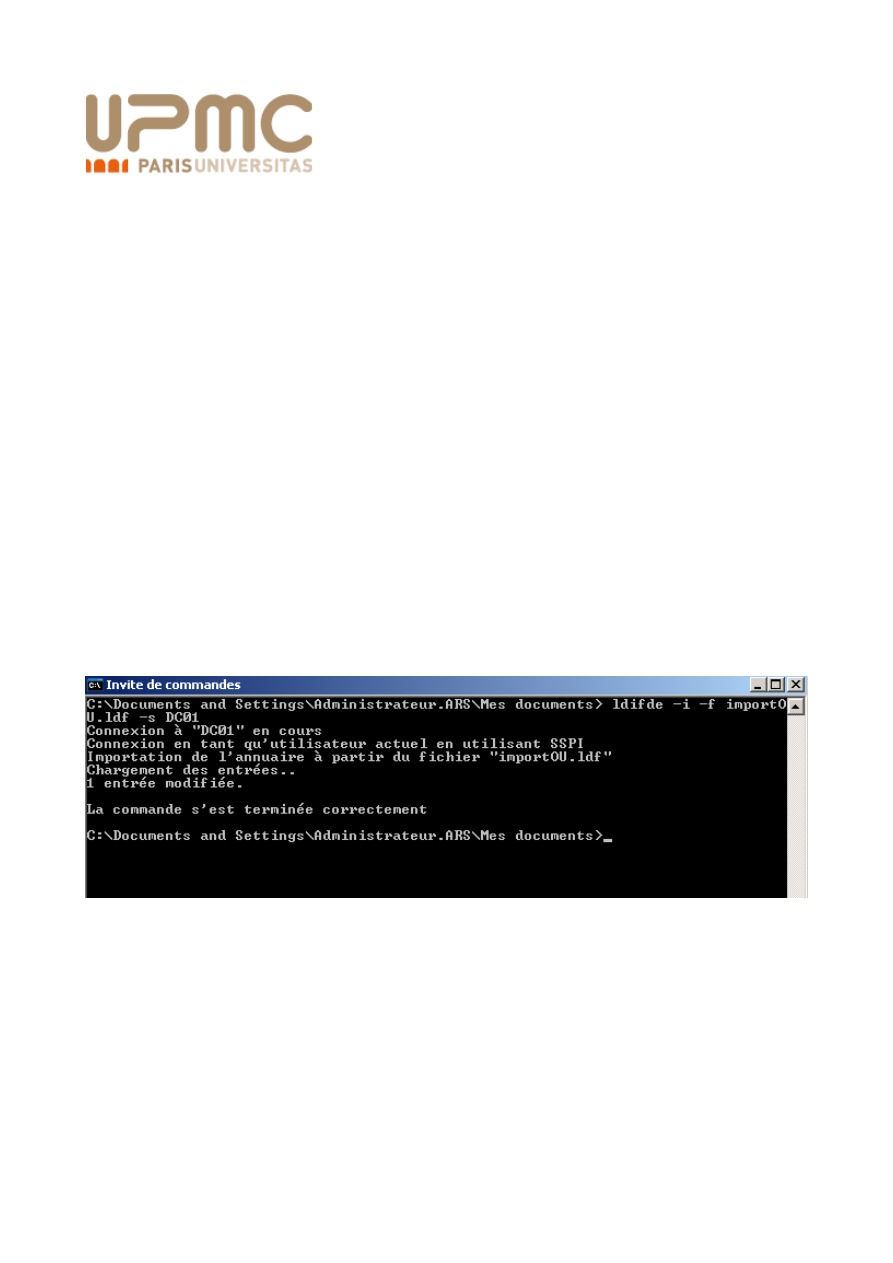 UPMC
PARISUNIVERSITAS
Invite de commandes
C:\Documents and Settings\Administrateur.ARS\Mes documents> ldifde -i -f importO
U.ldf -s DC01
Connexion à "DC01" en cours
Connexion en tant qu'utilisateur actuel en utilisant SSPI
Importation de l'annuaire à partir du fichier "importOU.ldf"
Chargement des entrées..
1 entrée modifiée.
La commande s'est terminée correctement
C:\Documents and Settings\Administrateur.ARS\Mes documents>_